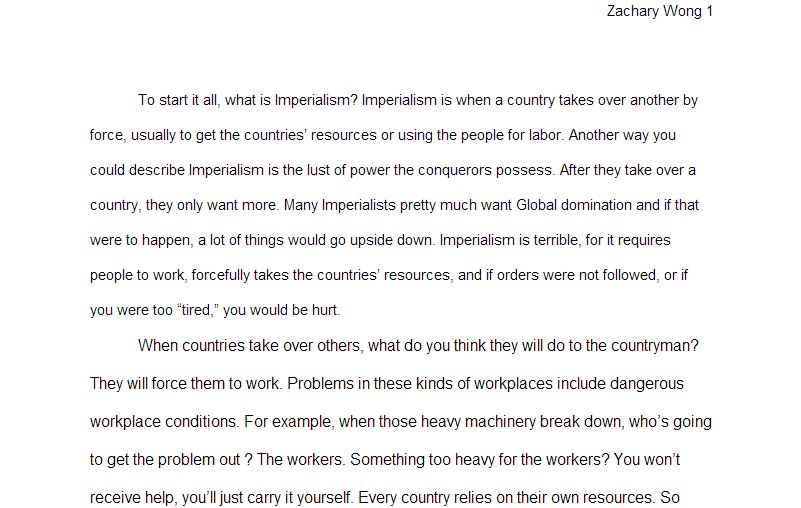 Zachary Wong 1
To start it all, what is Imperialism? Imperialism is when a country takes over another by
force, usually to get the countries’ resources or using the people for labor. Another way you
could describe Imperialism is the lust of power the conquerors possess. After they take over a
country, they only want more. Many Imperialists pretty much want Global domination and if that
were to happen, a lot of things would go upside down. Imperialism is terrible, for it requires
people to work, forcefully takes the countries’ resources, and if orders were not followed, or if
you were too “tired,” you would be hurt.
When countries take over others, what do you think they will do to the countryman?
They will force them to work. Problems in these kinds of workplaces include dangerous
workplace conditions. For example, when those heavy machinery break down, who’s going
to get the problem out ? The workers. Something too heavy for the workers? You won’t
receive help, you’ll just carry it yourself. Every country relies on their own resources. So